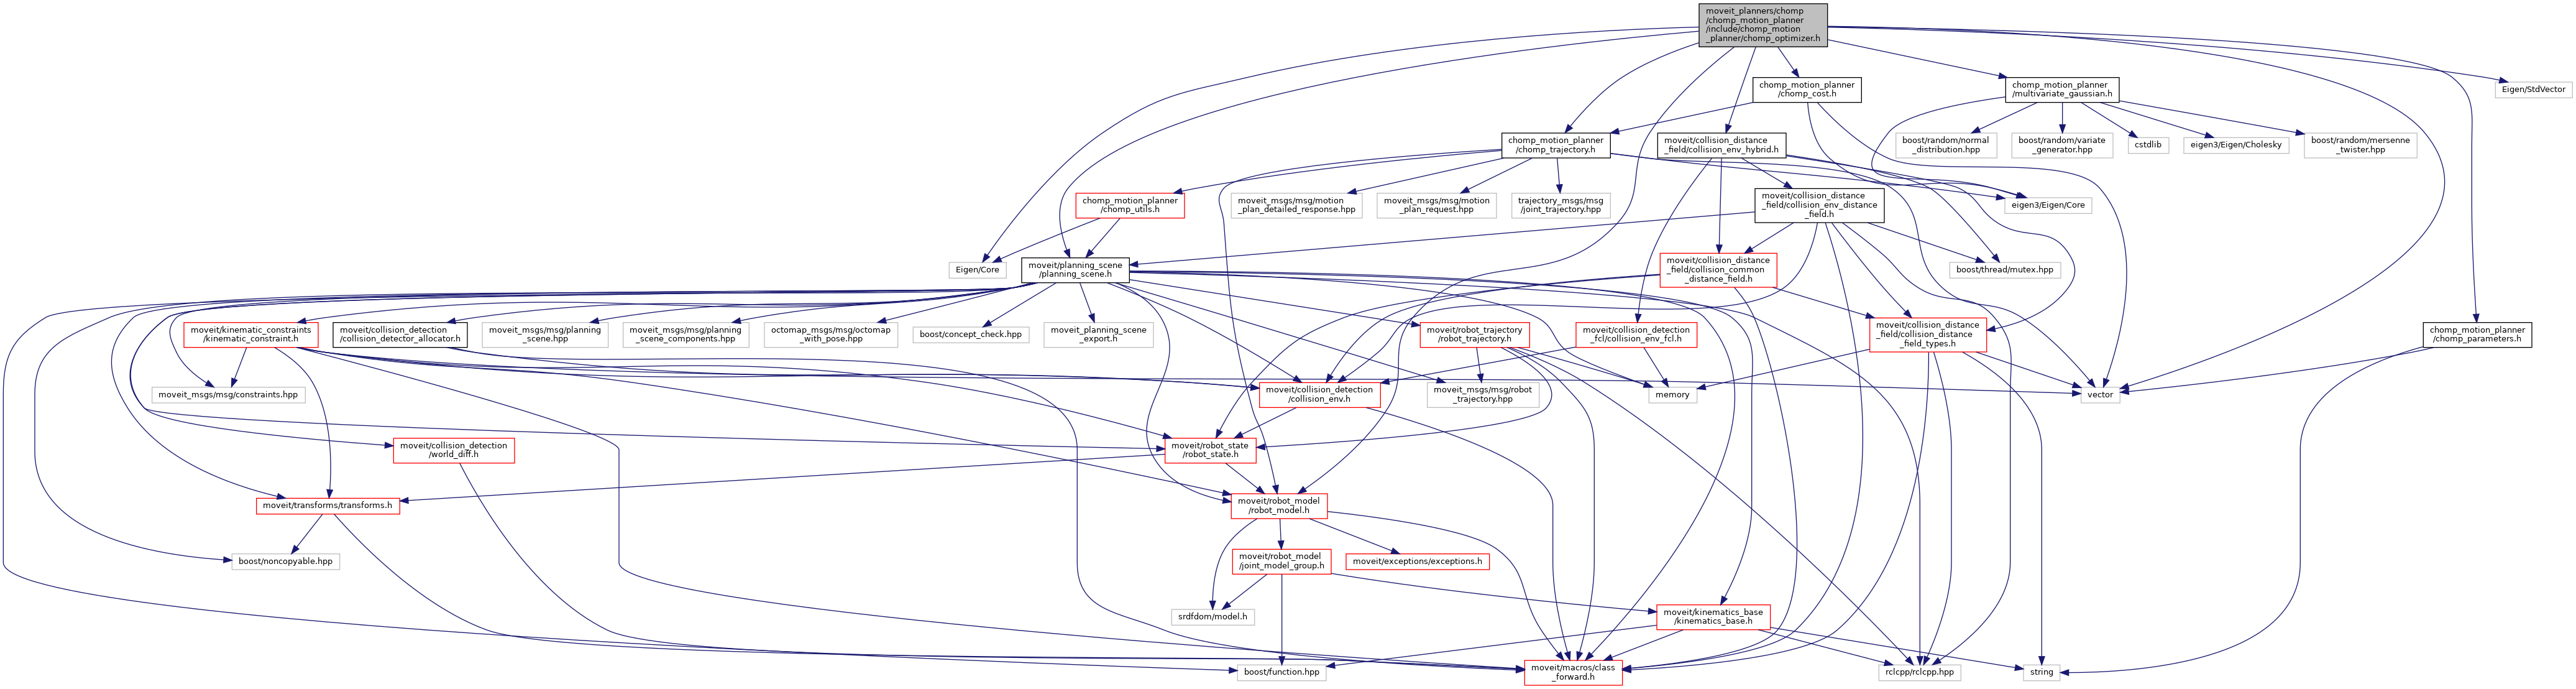 moveit_planners/chomp
/chomp_motion_planner
/include/chomp_motion
_planner/chomp_optimizer.h
chomp_motion_planner
/chomp_cost.h
chomp_motion_planner
/multivariate_gaussian.h
Eigen/StdVector
chomp_motion_planner
/chomp_trajectory.h
moveit/collision_distance
_field/collision_env_hybrid.h
boost/random/normal
_distribution.hpp
boost/random/variate
_generator.hpp
cstdlib
eigen3/Eigen/Cholesky
boost/random/mersenne
_twister.hpp
chomp_motion_planner
/chomp_utils.h
moveit_msgs/msg/motion
_plan_detailed_response.hpp
moveit_msgs/msg/motion
_plan_request.hpp
trajectory_msgs/msg
/joint_trajectory.hpp
moveit/collision_distance
_field/collision_env_distance
_field.h
eigen3/Eigen/Core
Eigen/Core
moveit/planning_scene
/planning_scene.h
moveit/collision_distance
_field/collision_common
_distance_field.h
boost/thread/mutex.hpp
moveit/kinematic_constraints
/kinematic_constraint.h
moveit/collision_detection
/collision_detector_allocator.h
moveit_msgs/msg/planning
_scene.hpp
moveit_msgs/msg/planning
_scene_components.hpp
octomap_msgs/msg/octomap
_with_pose.hpp
boost/concept_check.hpp
moveit_planning_scene
_export.h
moveit/robot_trajectory
/robot_trajectory.h
moveit/collision_detection
_fcl/collision_env_fcl.h
moveit/collision_distance
_field/collision_distance
_field_types.h
chomp_motion_planner
/chomp_parameters.h
moveit_msgs/msg/constraints.hpp
moveit/collision_detection
/collision_env.h
moveit_msgs/msg/robot
_trajectory.hpp
memory
vector
moveit/collision_detection
/world_diff.h
moveit/robot_state
/robot_state.h
moveit/transforms/transforms.h
moveit/robot_model
/robot_model.h
boost/noncopyable.hpp
moveit/robot_model
/joint_model_group.h
moveit/exceptions/exceptions.h
srdfdom/model.h
moveit/kinematics_base
/kinematics_base.h
boost/function.hpp
moveit/macros/class
_forward.h
rclcpp/rclcpp.hpp
string